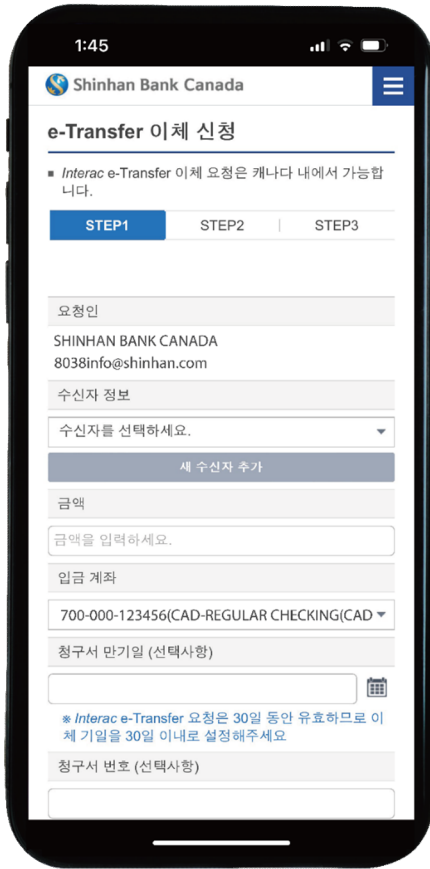 1:45
Shinhan Bank Canada
e-Transfer 이체 신청
Interac e-Transfer 이체 요청은 캐나다 내에서 가능합
니다.
STEP1 STEP2 STEP3
요청인
SHINHAN BANK CANADA
8038info@shinhan.com
수신자 정보
수신자를 선택하세요.
새 수신자 추가
금액
금액을 입력하세요.
입금 계좌
700-000-123456(CAD-REGULAR CHECKING(CAD
청구서 만기일 (선택사항)
※ Interac e-Transfer 요청은 30일 동안 유효하므로 이
체 기일을 30일 이내로 설정해주세요
청구서 번호 (선택사항)